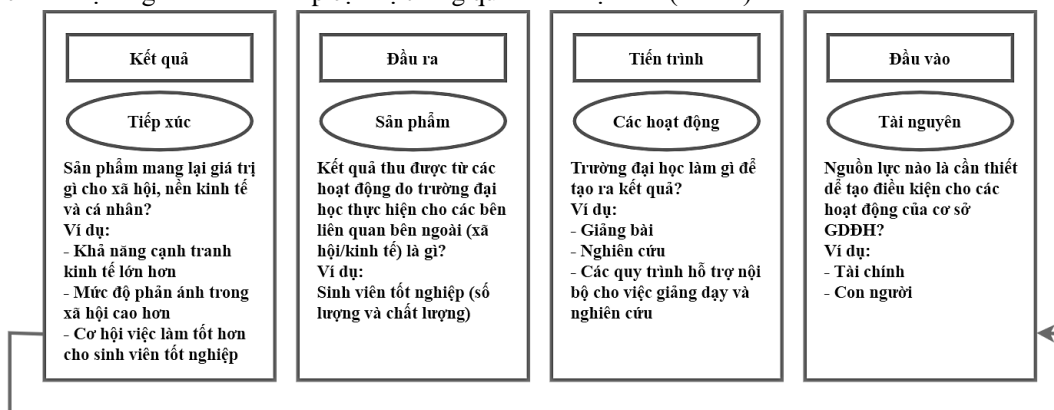 Kết quả
Tiếp xúc
Sản phẩm mang lại giá trị
gì cho xã hội, nền kinh tế
và cá nhân?
Ví dụ:
- Khả năng cạnh tranh
kinh tế lớn hơn
- Mức độ phản ánh trong
xã hội cao hơn
- Cơ hội việc làm tốt hơn
cho sinh viên tốt nghiệp
Đầu ra
Sản phẩm
Kết quả thu được từ các
hoạt động do trường đại
học thực hiện cho các bên
liên quan bên ngoài (xã
hội/kinh tế) là gì?
Ví dụ:
Sinh viên tốt nghiệp (số
lượng và chất lượng)
Tiến trình
Các hoạt động
Trường đại học làm gì để
tạo ra kết quả?
Ví dụ:
- Giảng bài
- Nghiên cứu
- Các quy trình hỗ trợ nội
bộ cho việc giảng dạy và
nghiên cứu
Đầu vào
Tài nguyên
Nguồn lực nào là cần thiết
để tạo điều kiện cho các
hoạt động của cơ sở
GDĐH?
Ví dụ:
- Tài chính
- Con người